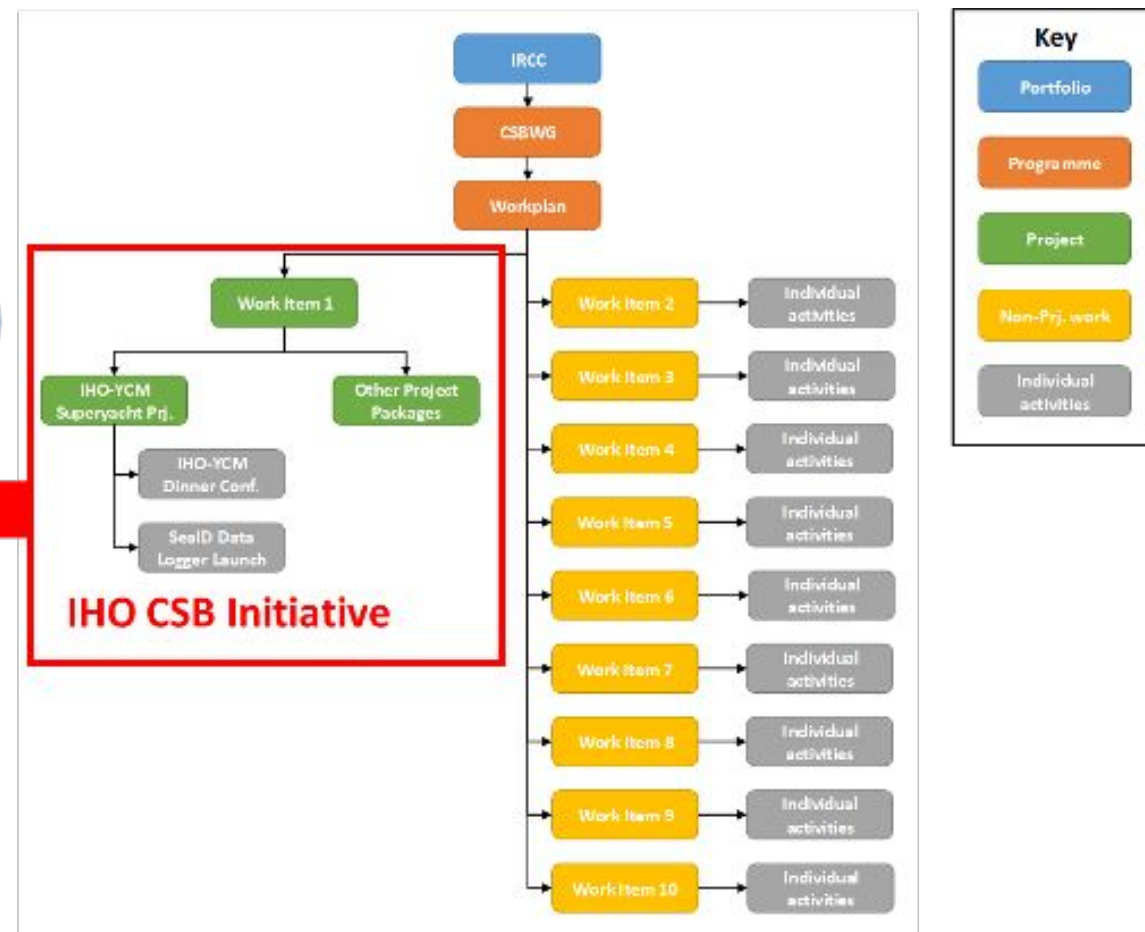 IRCC
CSBWG
Workplan
Work Item 1
IHO-YCM
Superyacht Prj.
Other Project
Packages
IHO-YCM
Dinner Conf.
SeaID Data
Logger Launch
IHO CSB Initiative
Work Item 2
Individual
activities
Work Item 3
Individual
activities
Work Item 4
Individual
activities
Work Item 5
Individual
activities
Work Item 6
Individual
activities
Work Item 7
Individual
activities
Work Item 8
Individual
activities
Work Item 9
Individual
activities
Work Item 10
Individual
activities
Key
Portfolio
Programme
Project
Non-Prj. work
Individual
activities